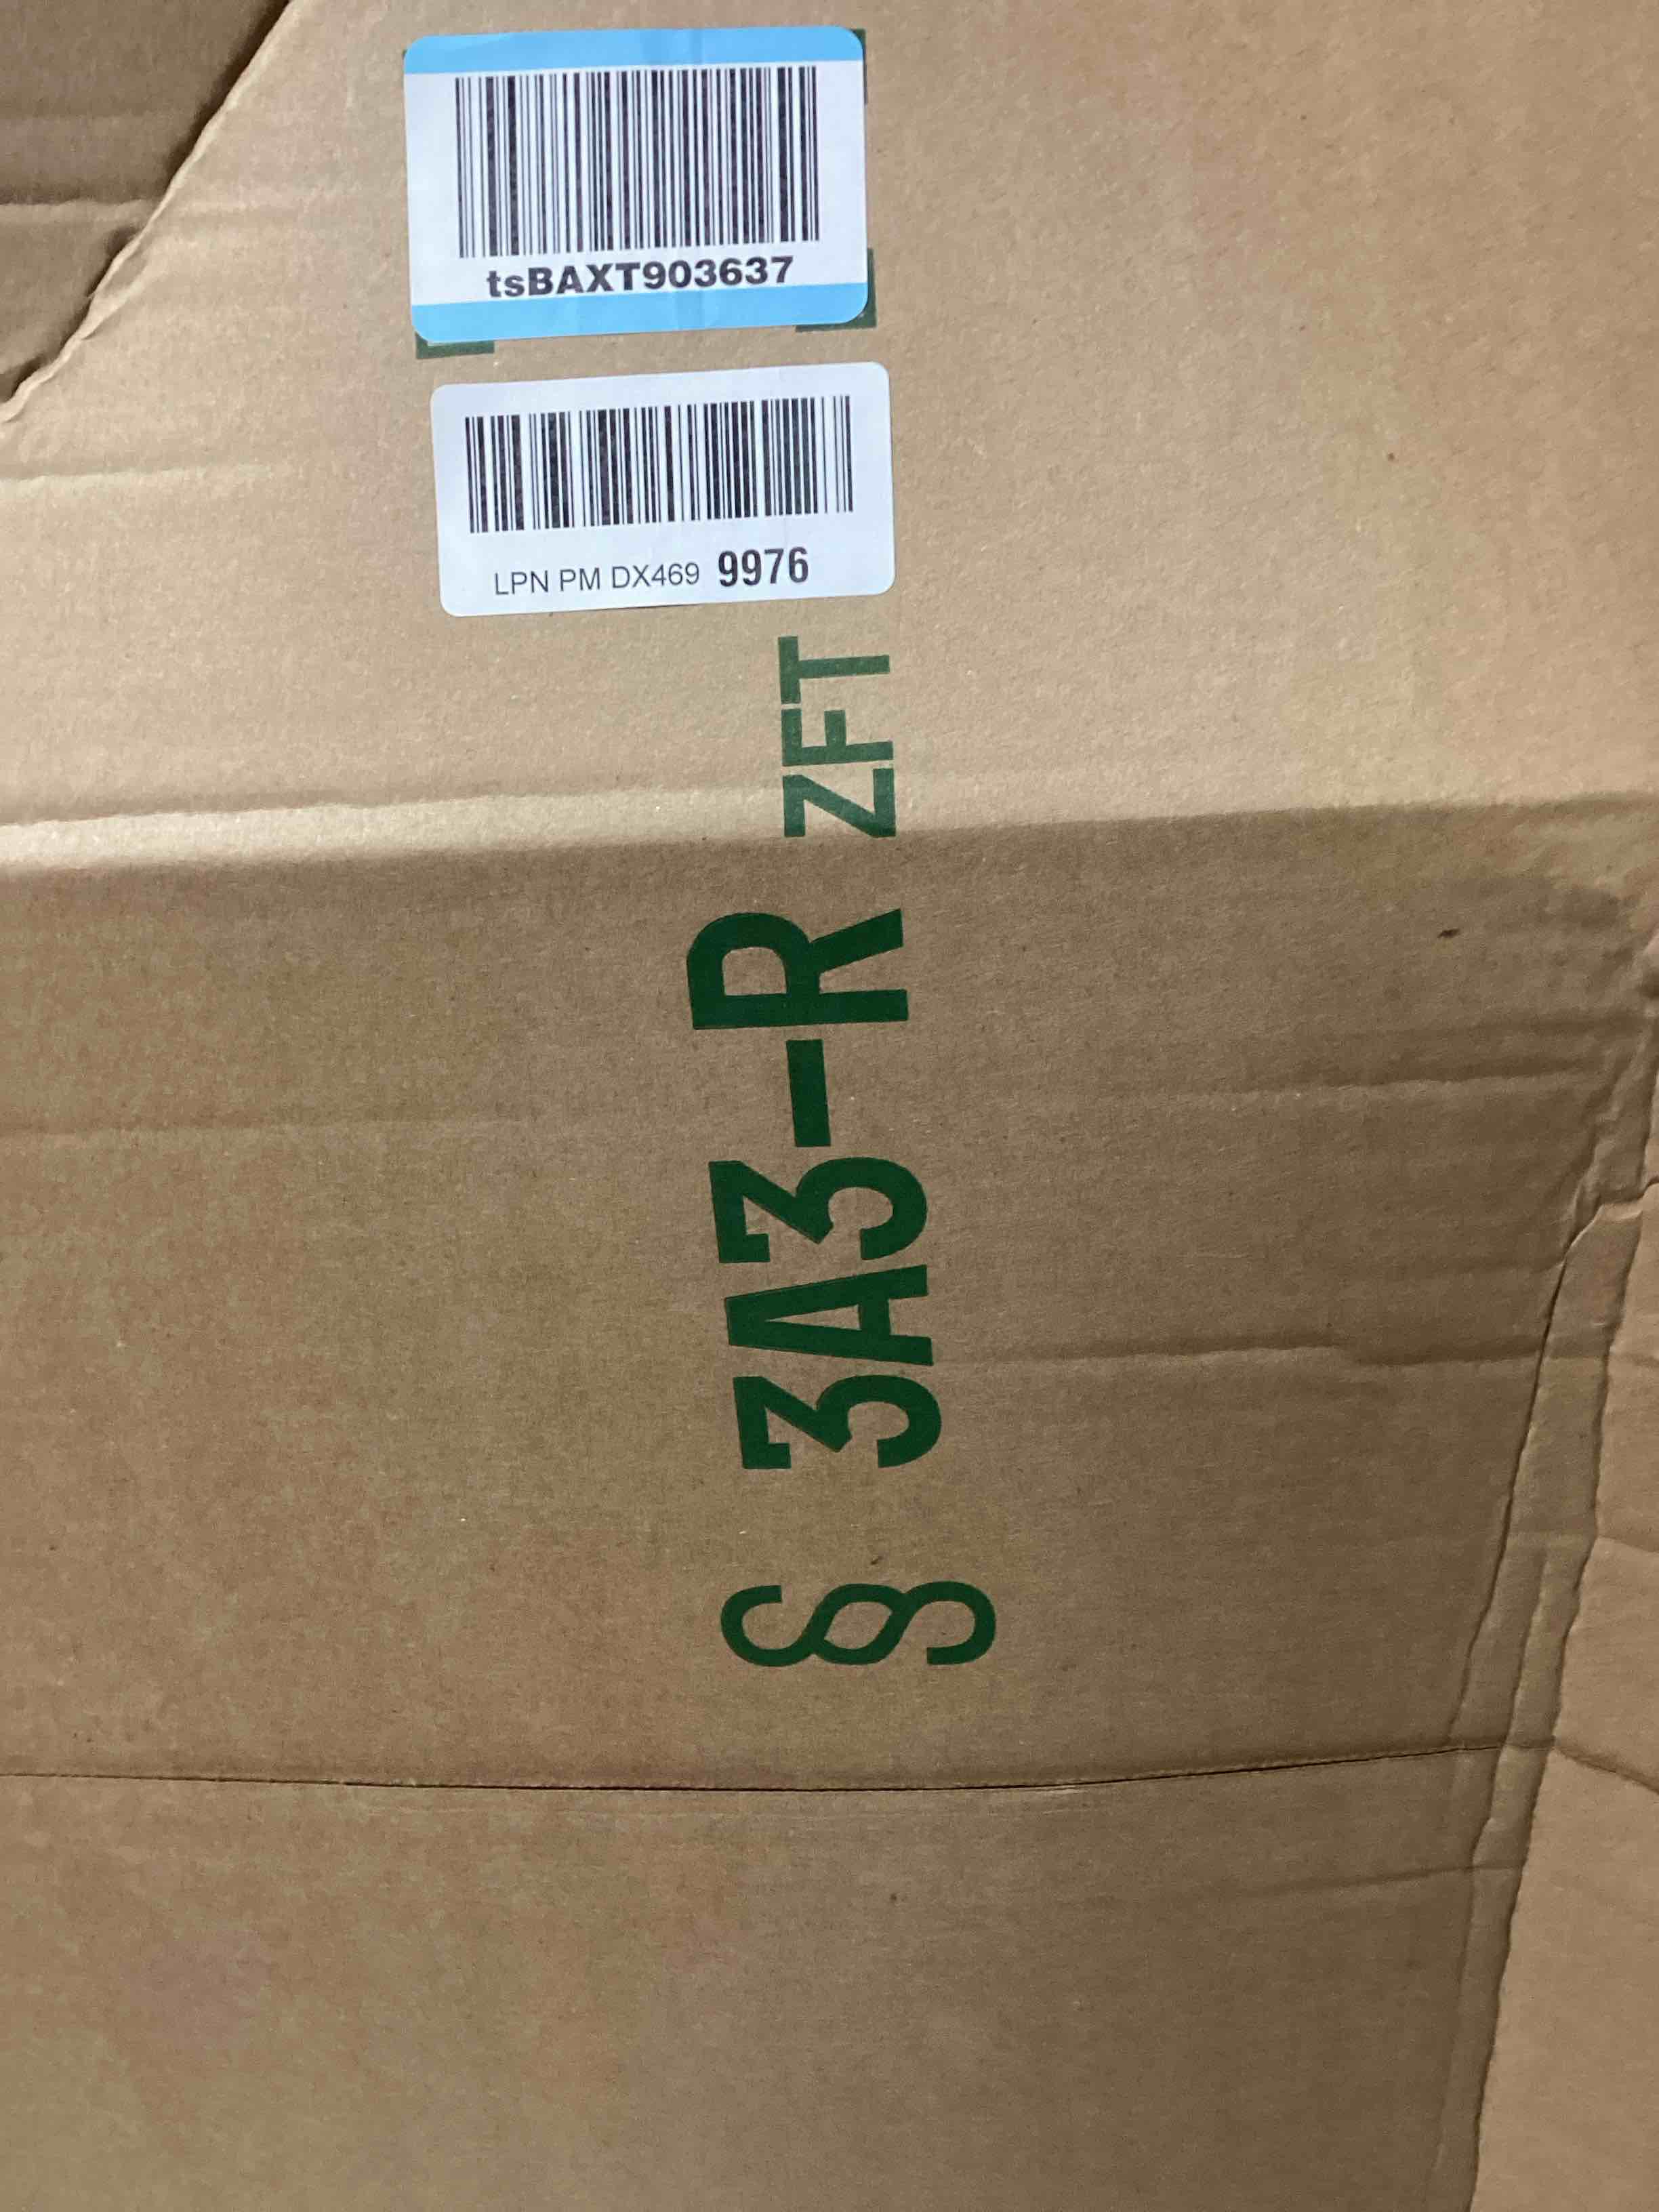 tsBAXT903637
LPN PM DX469 9976
§ 3A3-R ZFT